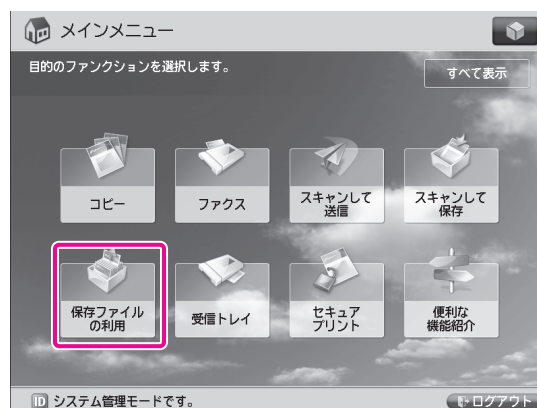 メインメニュー
目的のファンクションを選択します。
すべて表示
コピー
ファクス
スキャンして
送信
スキャンして
保存
保存ファイル
の利用
受信トレイ
セキュア
プリント
便利な
機能紹介
ID システム管理モードです。
ログアウト